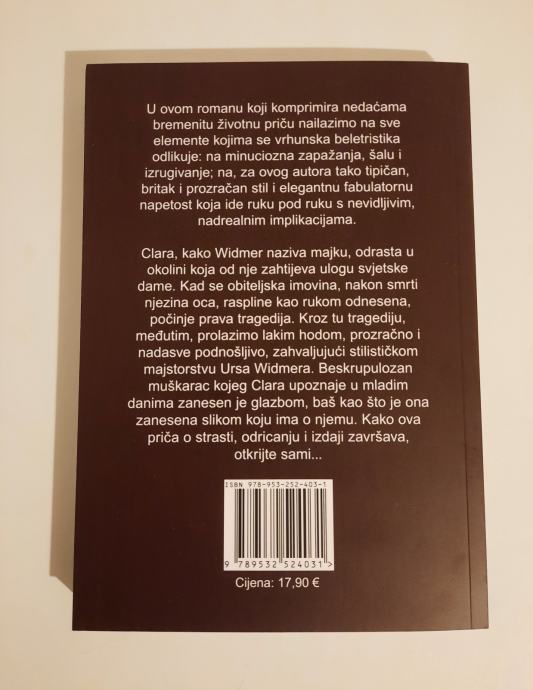 U ovom romanu koji komprimira nedaćama
bremenitu životnu priču nailazimo na sve
elemente kojima se vrhunska beletristika
odlikuje: na minuciozna zapažanja, šalu i
izrugivanje; na, za ovog autora tako tipičan,
britak i prozračan stil i elegantnu fabulatornu
napetost koja ide ruku pod ruku s nevidljivim,
nadrealnim implikacijama.
Clara, kako Widmer naziva majku, odrasta u
okolini koja od nje zahtijeva ulogu svjetske
dame. Kad se obiteljska imovina, nakon smrti
njezina oca, raspline kao rukom odnesena,
počinje prava tragedija. Kroz tu tragediju,
međutim, prolazimo lakim hodom, prozračno i
nadasve podnošljivo, zahvaljujući stilističkom
majstorstvu Ursa Widmera. Beskrupulozan
muškarac kojeg Clara upoznaje u mladim
danima zanesen je glazbom, baš kao što je ona
zanesena slikom koju ima o njemu. Kako ova
priča o strasti, odricanju i izdaji završava,
otkrijte sami...
ISBN 978-953-252-403-1
9 789532 524031>
Cijena: 17,90 €